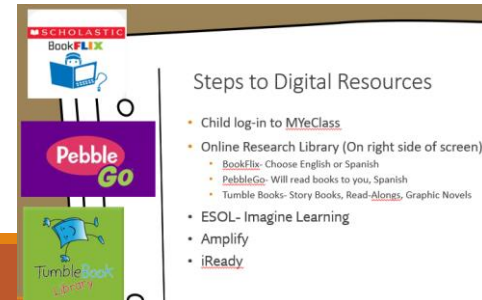 SCHOLASTIC
BookFLIX
Pebble
Go
TumbleBook
Library
Steps to Digital Resources
• Child log-in to MYeClass
• Online Research Library (On right side of screen)
• BookFlix- Choose English or Spanish
• PebbleGo- Will read books to you, Spanish
• Tumble Books- Story Books, Read-Alongs, Graphic Novels
• ESOL- Imagine Learning
• Amplify
• iReady